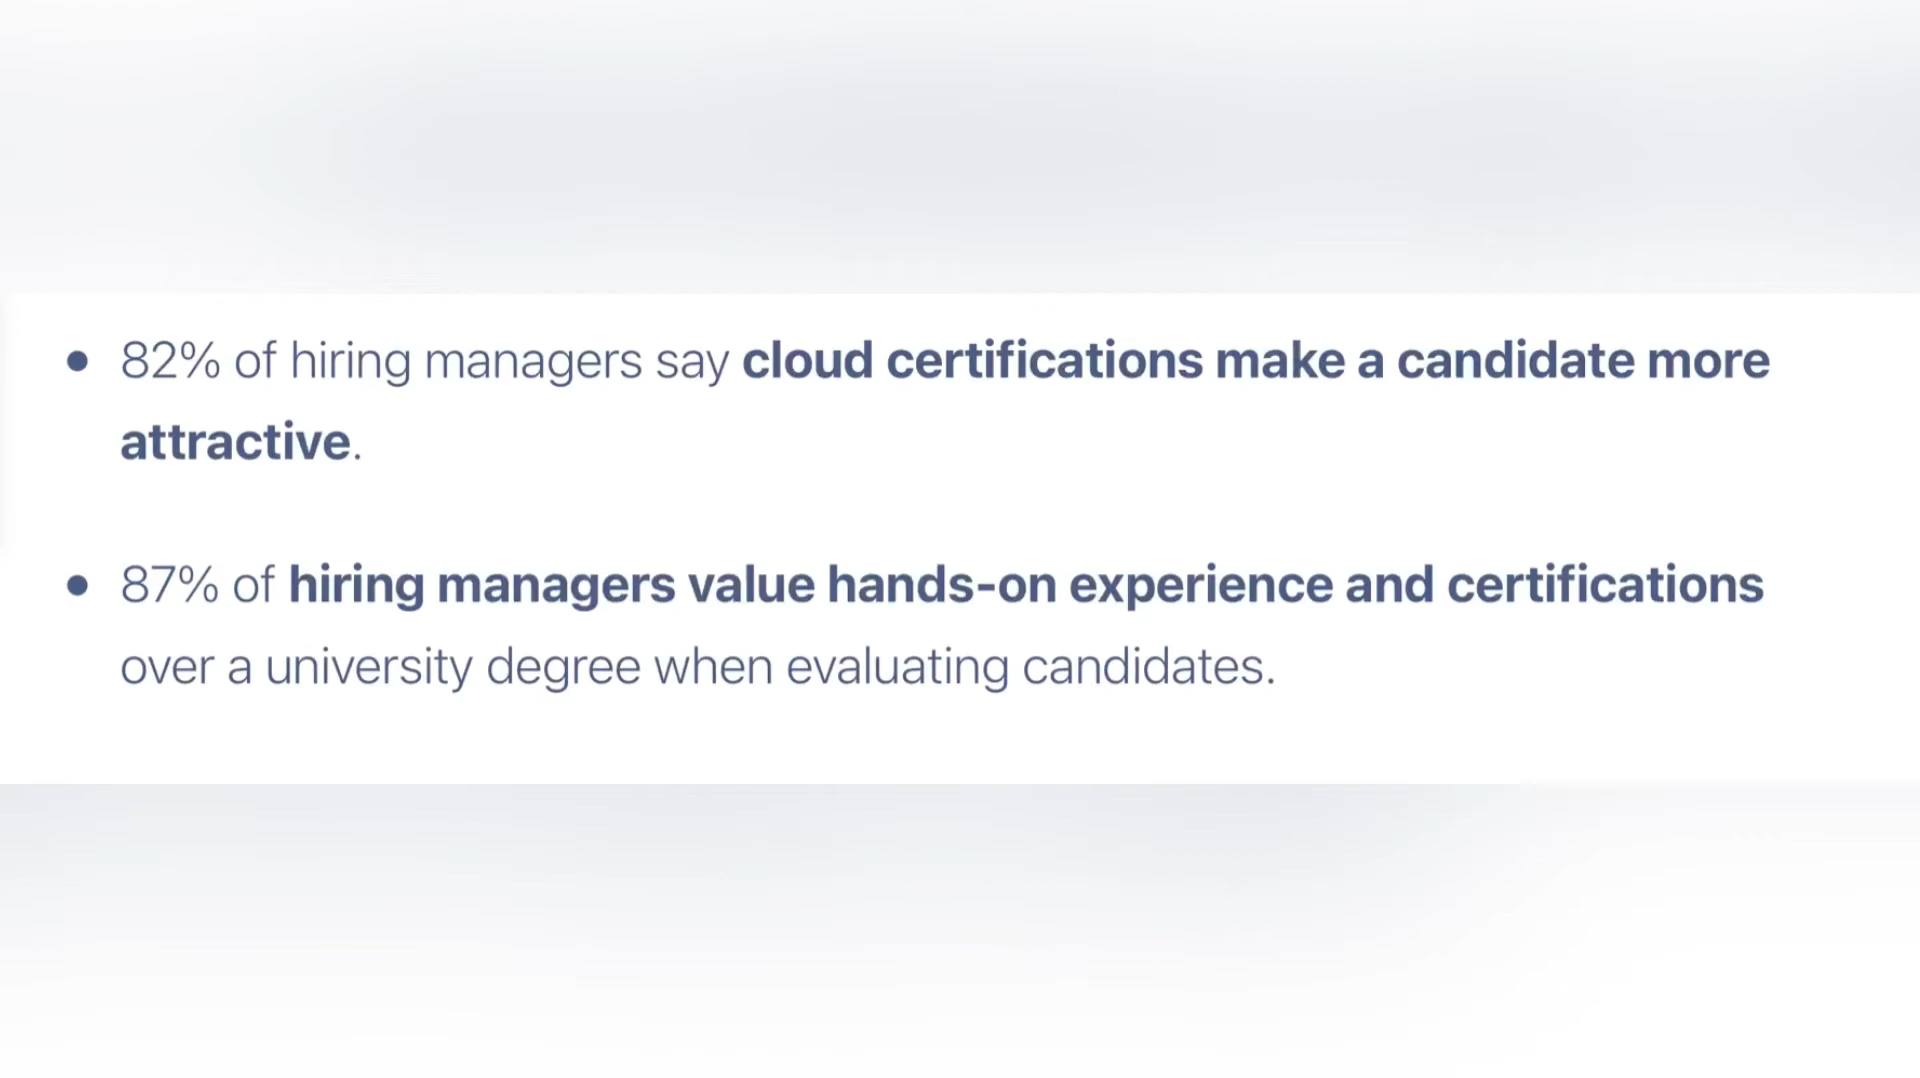 • 82% of hiring managers say cloud certifications make a candidate more
attractive.
• 87% of hiring managers value hands-on experience and certifications
over a university degree when evaluating candidates.